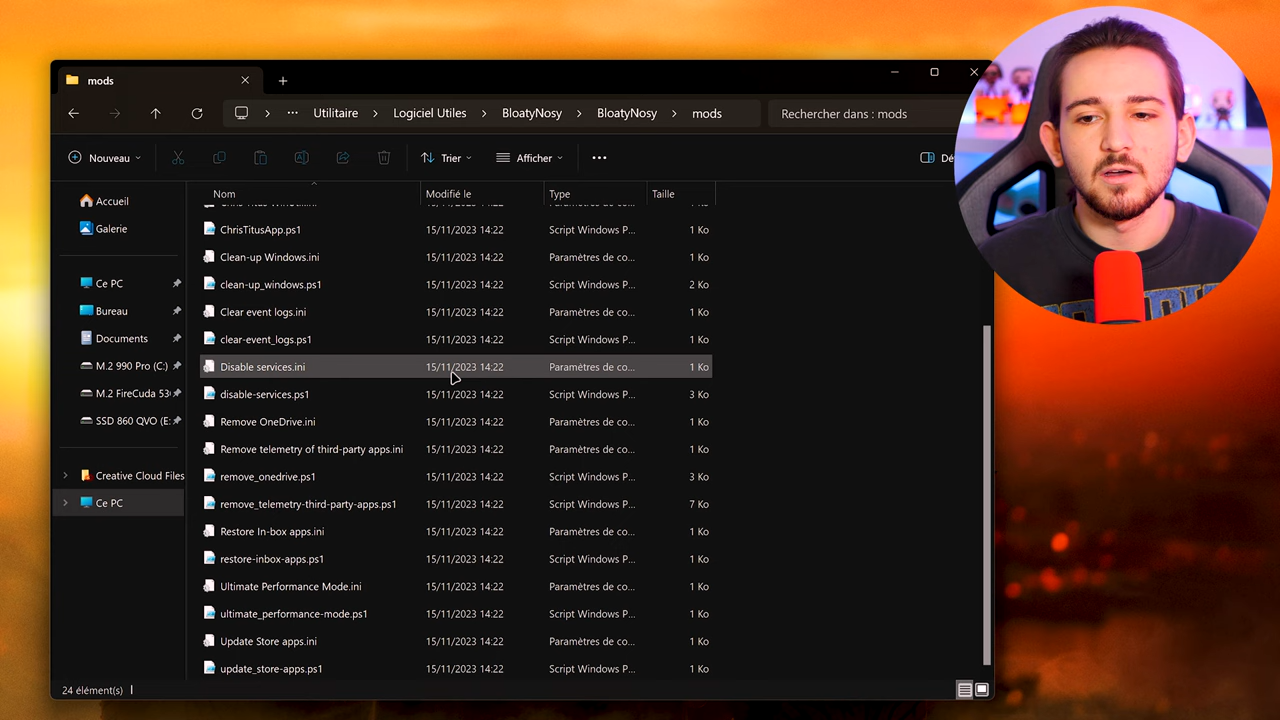 mods
Utilitaire
Logiciel Utiles
BloatyNosy
BloatyNosy
mods
Rechercher dans : mods
Nouveau
Trier
Afficher
Dé
Nom Modifié le Type Taille
Accueil
Galerie
Ce PC
Bureau
Documents
M.2 990 Pro (C:)
M.2 FireCuda 53
SSD 860 QVO (E:
Creative Cloud Files
Ce PC
ChrisTitusApp.ps1 15/11/2023 14:22 Script Windows P... 1 Ko
Clean-up Windows.ini 15/11/2023 14:22 Paramètres de co... 1 Ko
clean-up_windows.ps1 15/11/2023 14:22 Script Windows P... 2 Ko
Clear event logs.ini 15/11/2023 14:22 Paramètres de co... 1 Ko
clear-event_logs.ps1 15/11/2023 14:22 Script Windows P... 1 Ko
Disable services.ini 15/11/2023 14:22 Paramètres de co... 1 Ko
disable-services.ps1 15/11/2023 14:22 Script Windows P... 3 Ko
Remove OneDrive.ini 15/11/2023 14:22 Paramètres de co... 1 Ko
Remove telemetry of third-party apps.ini 15/11/2023 14:22 Paramètres de co... 1 Ko
remove_onedrive.ps1 15/11/2023 14:22 Script Windows P... 3 Ko
remove_telemetry-third-party-apps.ps1 15/11/2023 14:22 Script Windows P... 7 Ko
Restore In-box apps.ini 15/11/2023 14:22 Paramètres de co... 1 Ko
restore-inbox-apps.ps1 15/11/2023 14:22 Script Windows P... 1 Ko
Ultimate Performance Mode.ini 15/11/2023 14:22 Paramètres de co... 1 Ko
ultimate_performance-mode.ps1 15/11/2023 14:22 Script Windows P... 1 Ko
Update Store apps.ini 15/11/2023 14:22 Paramètres de co... 1 Ko
update_store-apps.ps1 15/11/2023 14:22 Script Windows P... 1 Ko
24 élément(s)